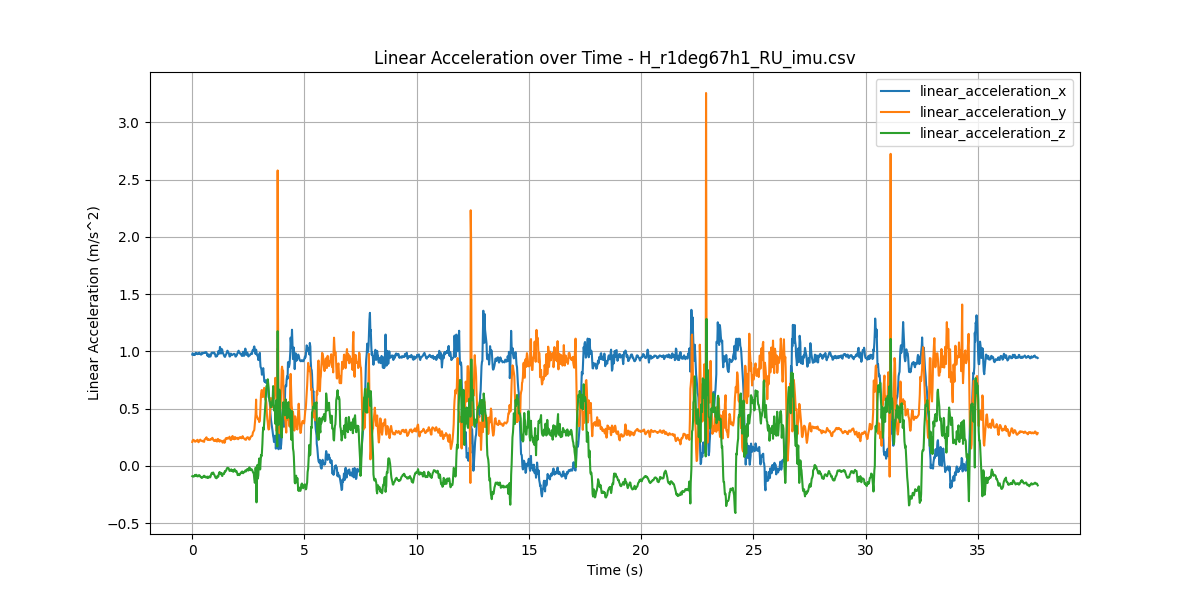 Linear Acceleration over Time - H_r1deg67h1_RU_imu.csv
linear_acceleration_x
linear_acceleration_y
linear_acceleration_z
Linear Acceleration (m/s^2)
3.0
2.5
2.0
1.5
1.0
0.5
0.0
−0.5
0 5 10 15 20 25 30 35
Time (s)